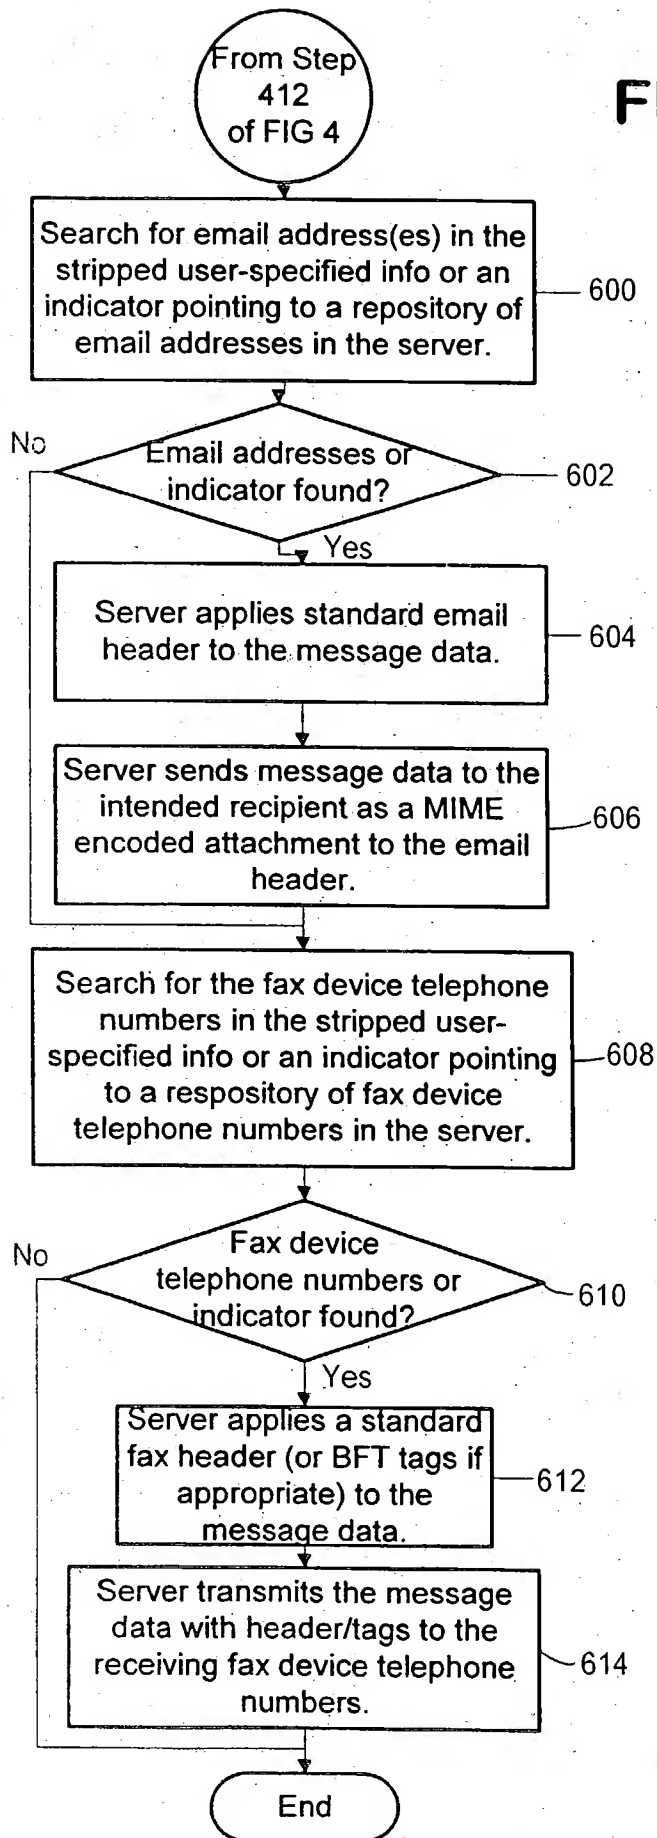 From Step
412
of FIG 4
Search for email address(es) in the
stripped user-specified info or an
indicator pointing to a repository of
email addresses in the server.
600
No
Email addresses or
indicator found?
602
Yes
Server applies standard email
header to the message data.
604
Server sends message data to the
intended recipient as a MIME
encoded attachment to the email
header.
606
Search for the fax device telephone
numbers in the stripped user-
specified info or an indicator pointing
to a respository of fax device
telephone numbers in the server.
608
No
Fax device
telephone numbers or
indicator found?
610
Yes
Server applies a standard
fax header (or BFT tags if
appropriate) to the
message data.
612
Server transmits the message
data with header/tags to the
receiving fax device telephone
numbers.
614
End